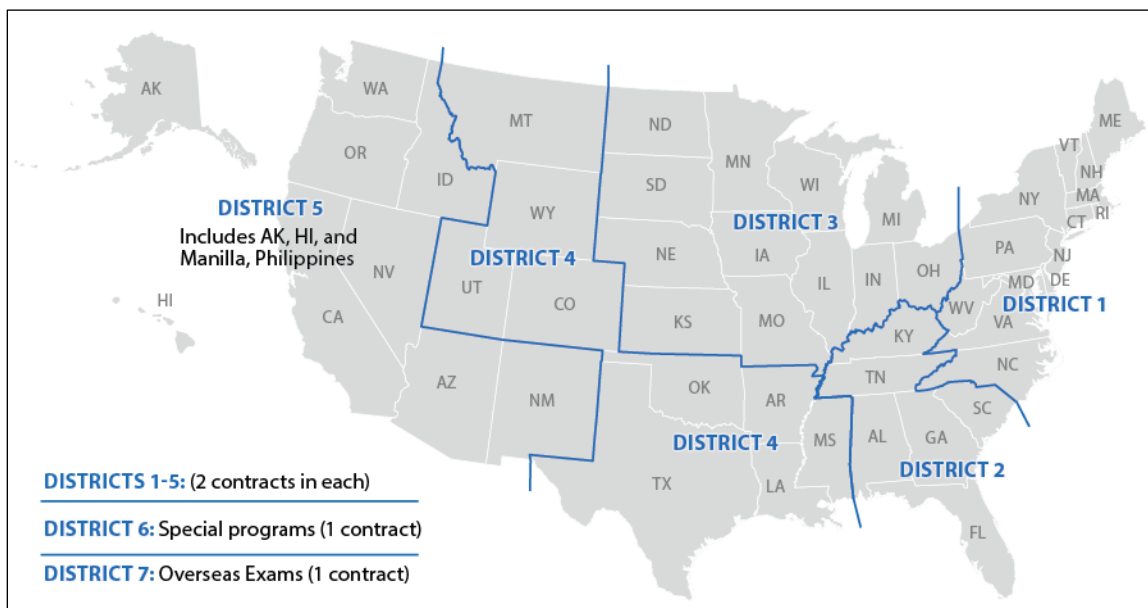 AK
WA
MT
ND
MN
ME
VT
NH
OR
ID
SD
WI
MI
NY
MA
CT
RI
DISTRICT 5
Includes AK, HI, and
Manilla, Philippines
WY
DISTRICT 3
DISTRICT 4
NE
IA
PA
NJ
NV
UT
CO
IL
IN
OH
MD
DE
DISTRICT 1
HI
CA
KS
MO
WV
VA
KY
AZ
NM
OK
AR
TN
NC
SC
DISTRICT 4
MS
AL
GA
DISTRICT 2
TX
LA
FL
DISTRICTS 1-5: (2 contracts in each)
DISTRICT 6: Special programs (1 contract)
DISTRICT 7: Overseas Exams (1 contract)